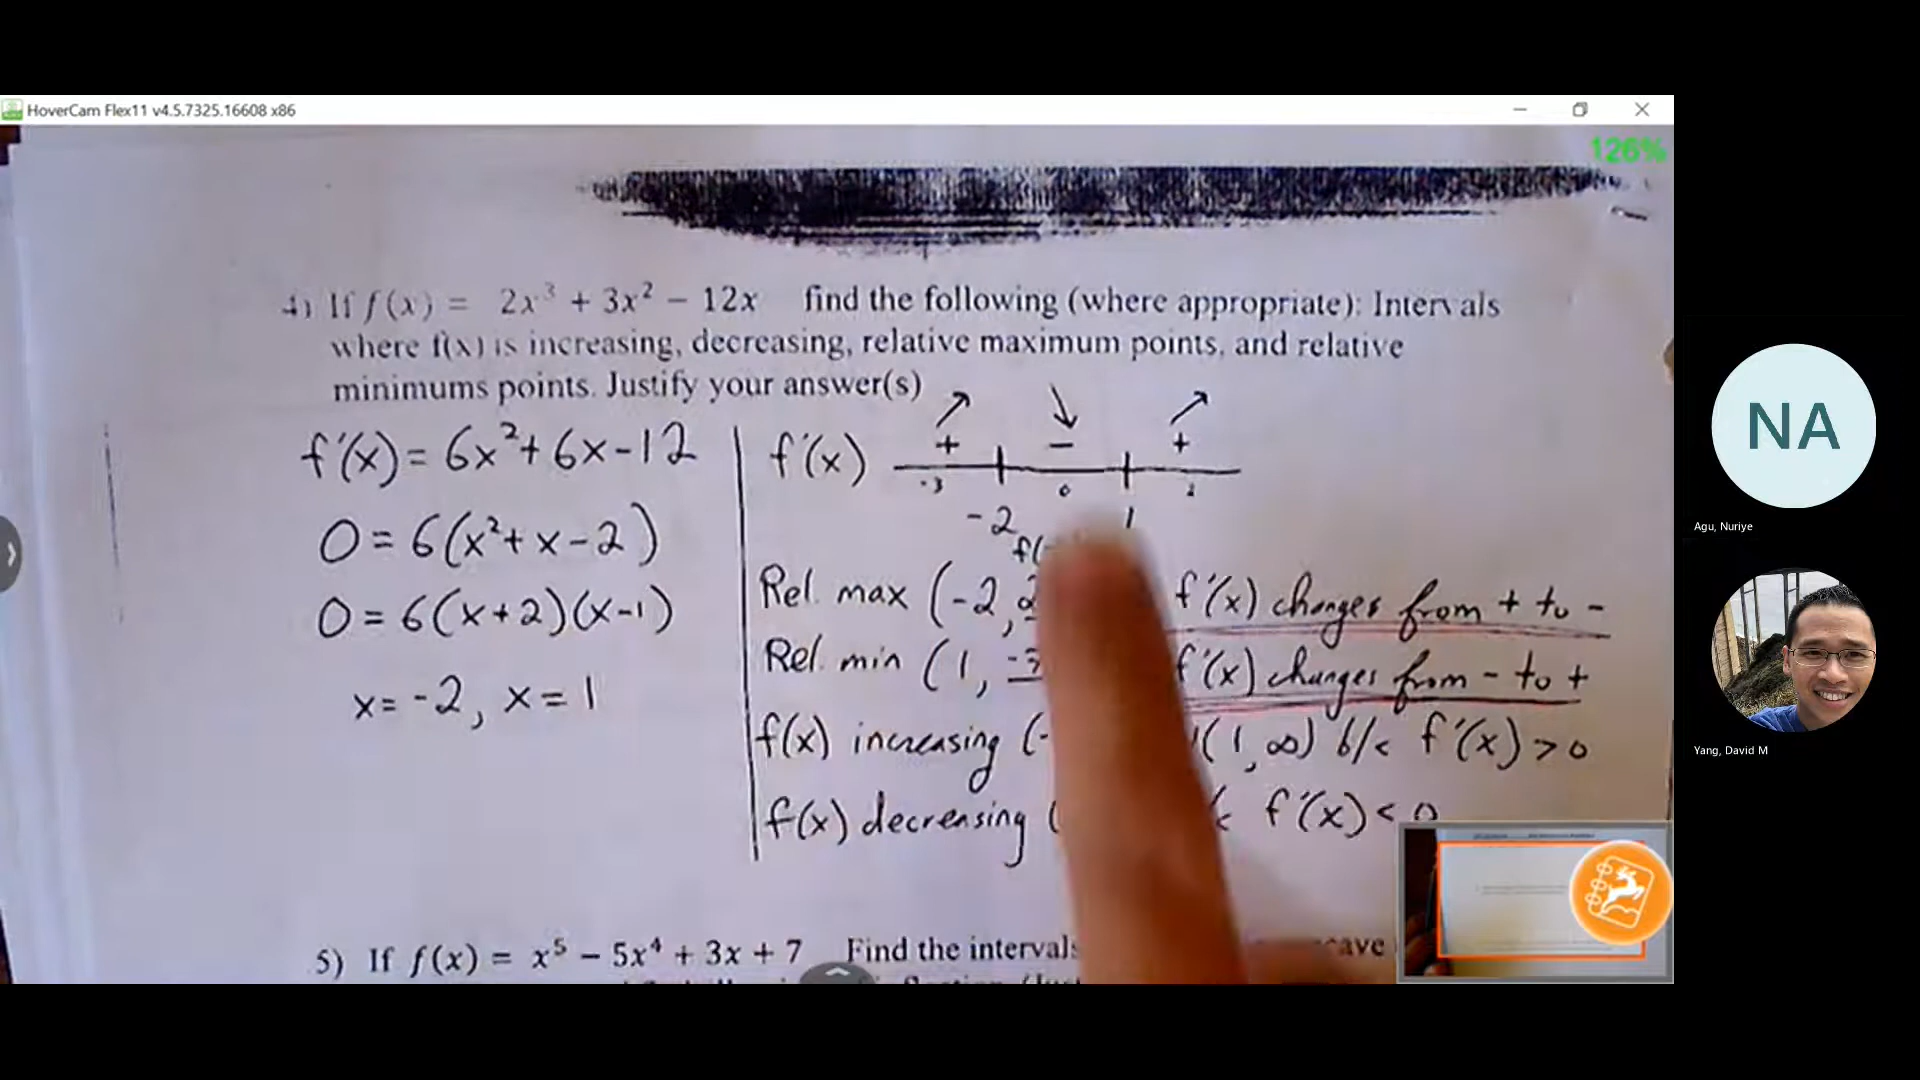 HoverCam Flex11 v4.5.7325.16608 x86
126%
4) If f(x) = 2x³ + 3x² − 12x find the following (where appropriate): Intervals
where f(x) is increasing, decreasing, relative maximum points, and relative
minimums points. Justify your answer(s)
f'(x) = 6x² + 6x - 12
0 = 6(x² + x - 2)
0 = 6(x+2)(x-1)
x = -2, x = 1
f'(x) + - +
-3 0 2
-2 1
f(
Rel. max (-2, f'(x) changes from + to -
Rel. min (1, f'(x) changes from - to +
f(x) increasing (- (1, ∞) b/c f'(x) > 0
f(x) decreasing ( f'(x) < 0
5) If f(x) = x⁵ − 5x⁴ + 3x + 7 Find the intervals
NA
Agu, Nuriye
Yang, David M